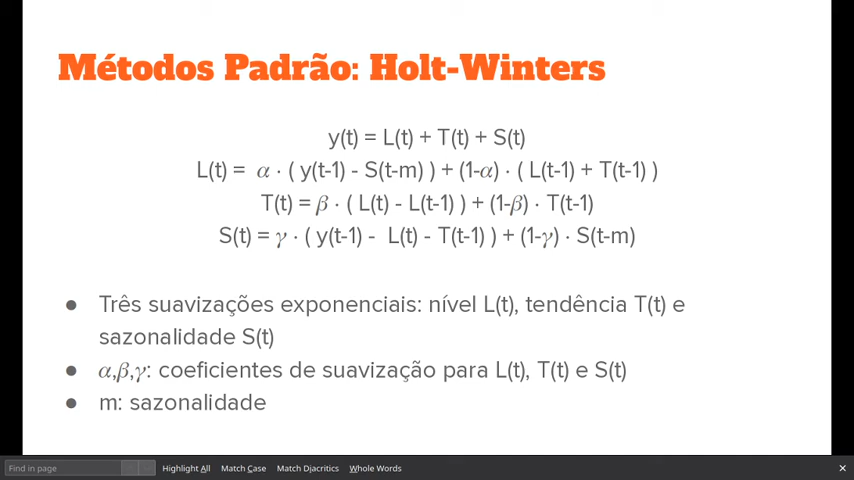 Métodos Padrão: Holt-Winters
y(t) = L(t) + T(t) + S(t)
L(t) = α · ( y(t-1) - S(t-m) ) + (1-α) · ( L(t-1) + T(t-1) )
T(t) = β · ( L(t) - L(t-1) ) + (1-β) · T(t-1)
S(t) = γ · ( y(t-1) - L(t) - T(t-1) ) + (1-γ) · S(t-m)
● Três suavizações exponenciais: nível L(t), tendência T(t) e
sazonalidade S(t)
● α,β,γ: coeficientes de suavização para L(t), T(t) e S(t)
● m: sazonalidade
Find in page Highlight All Match Case Match Diacritics Whole Words